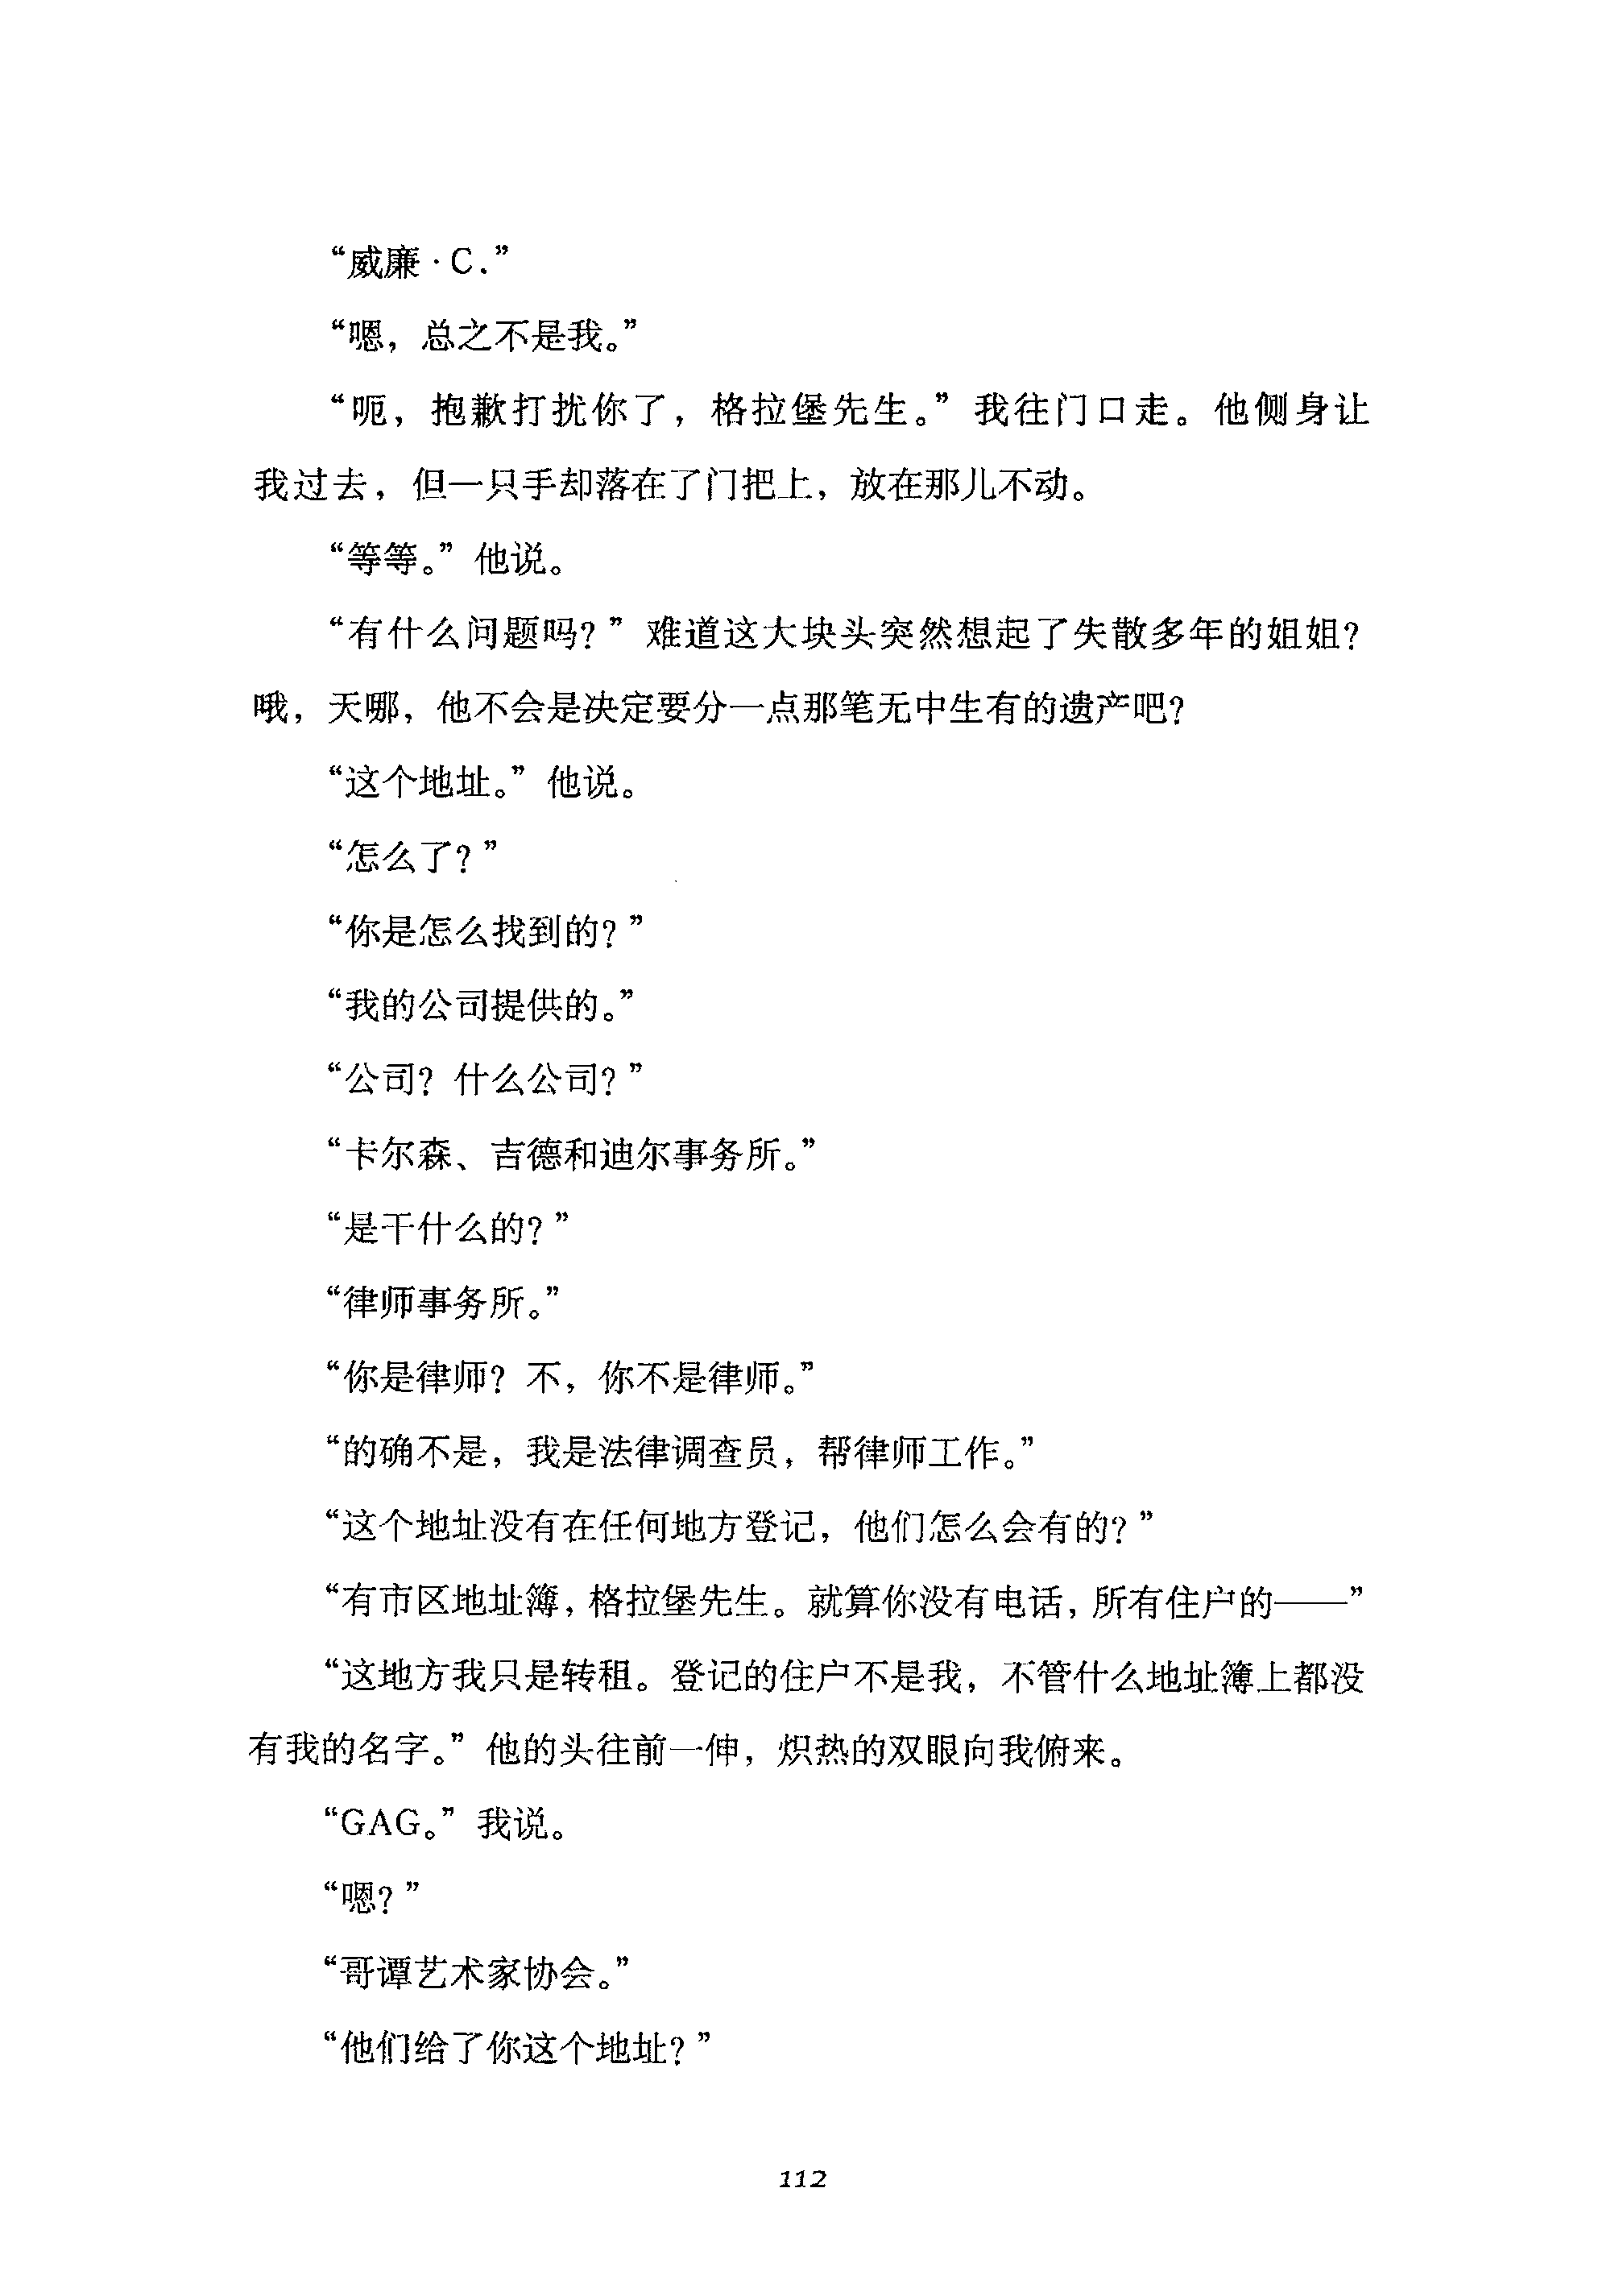 “威廉·C.”
“嗯，总之不是我。”
“呃，抱歉打扰你了，格拉堡先生。”我往门口走。他侧身让
我过去，但一只手却落在了门把上，放在那儿不动。
“等等。”他说。
“有什么问题吗？”难道这大块头突然想起了失散多年的姐姐？
哦，天哪，他不会是决定要分一点那笔无中生有的遗产吧？
“这个地址。”他说。
“怎么了？”
“你是怎么找到的？”
“我的公司提供的。”
“公司？什么公司？”
“卡尔森、吉德和迪尔事务所。”
“是干什么的？”
“律师事务所。”
“你是律师？不，你不是律师。”
“的确不是，我是法律调查员，帮律师工作。”
“这个地址没有在任何地方登记，他们怎么会有的？”
“有市区地址簿，格拉堡先生。就算你没有电话，所有住户的——”
“这地方我只是转租。登记的住户不是我，不管什么地址簿上都没
有我的名字。”他的头往前一伸，炽热的双眼向我俯来。
“GAG。”我说。
“嗯？”
“哥谭艺术家协会。”
“他们给了你这个地址？”
112